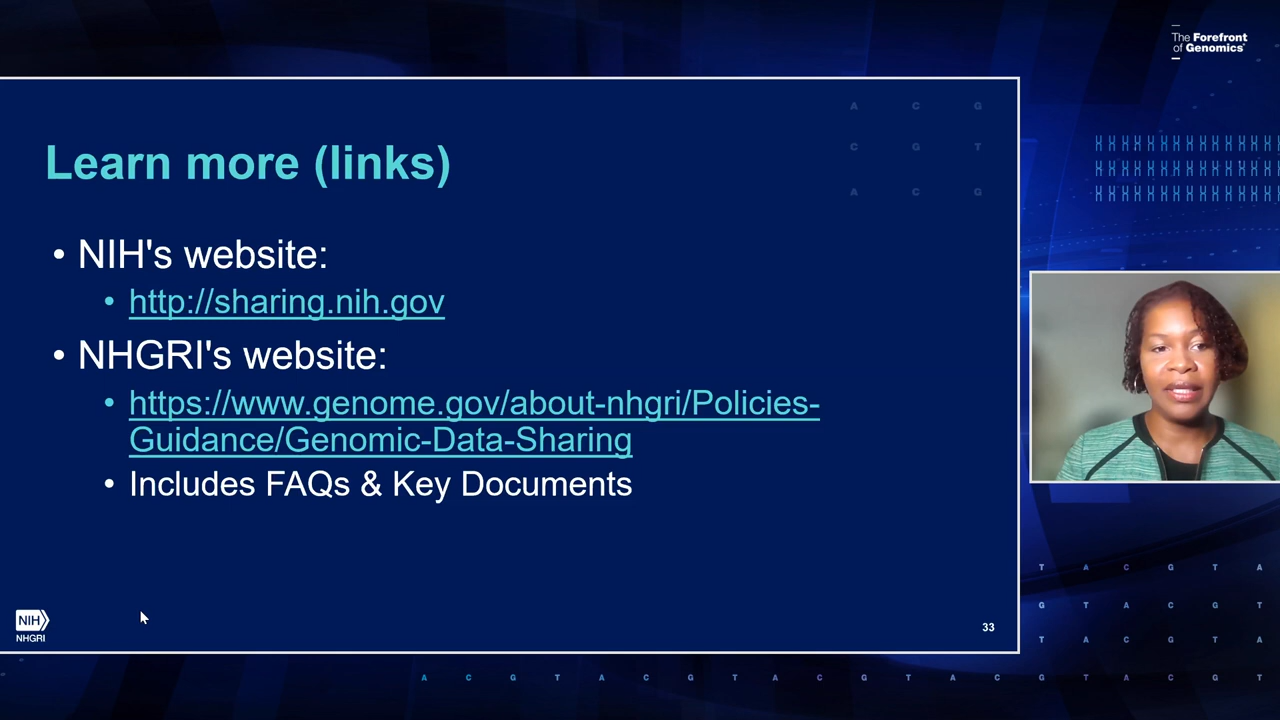 The Forefront
of Genomics®
A C G
C G T
A C G
Learn more (links)
• NIH's website:
• http://sharing.nih.gov
• NHGRI's website:
• https://www.genome.gov/about-nhgri/Policies-
Guidance/Genomic-Data-Sharing
• Includes FAQs & Key Documents
NIH
NHGRI
33
T A C G T A
G T A C G T
T A C G T A
A C G T A C G T A C G T A C G T A C G T